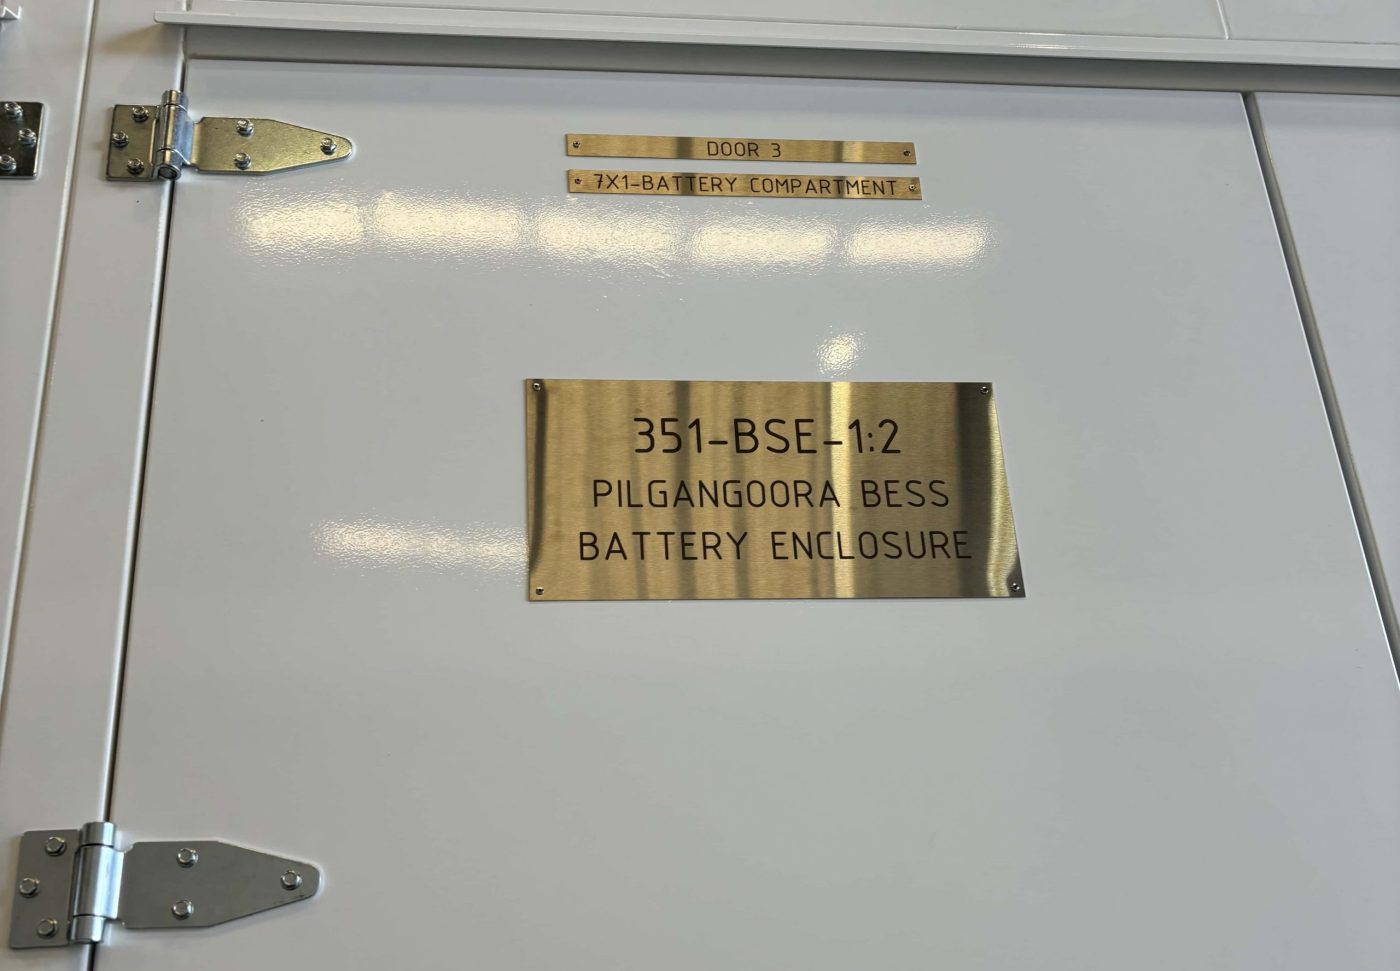 DOOR 3
7X1-BATTERY COMPARTMENT
351-BSE-1:2
PILGANGOORA BESS
BATTERY ENCLOSURE